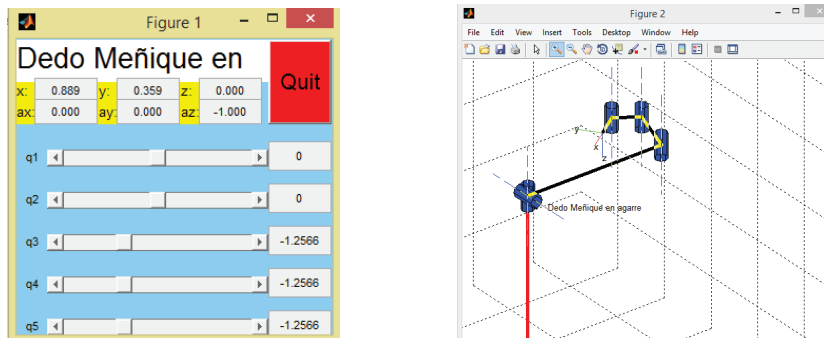 Figure 1
Dedo Meñique en
Quit
x: 0.889 y: 0.359 z: 0.000
ax: 0.000 ay: 0.000 az: -1.000
q1 0
q2 0
q3 -1.2566
q4 -1.2566
q5 -1.2566
Figure 2
File Edit View Insert Tools Desktop Window Help
y
x
z
Dedo Meñique en agarre